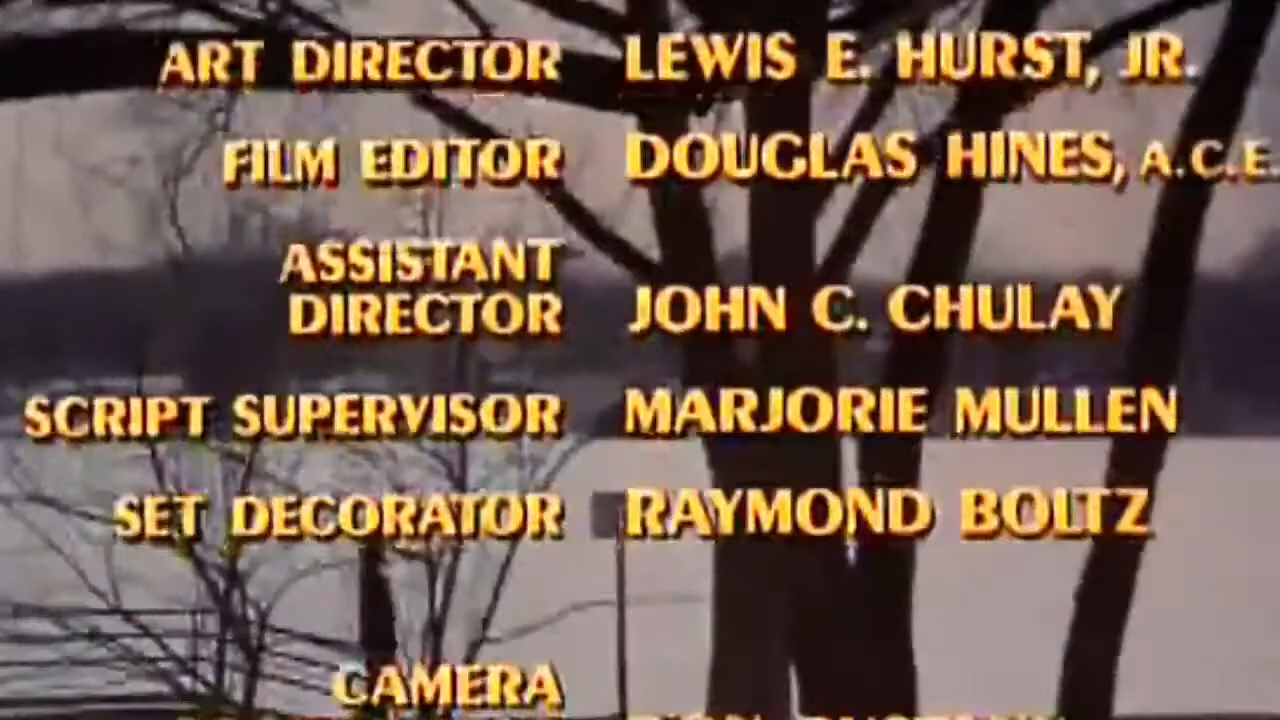 ART DIRECTOR LEWIS E. HURST, JR.
FILM EDITOR DOUGLAS HINES, A.C.E.
ASSISTANT
DIRECTOR JOHN C. CHULAY
SCRIPT SUPERVISOR MARJORIE MULLEN
SET DECORATOR RAYMOND BOLTZ
CAMERA